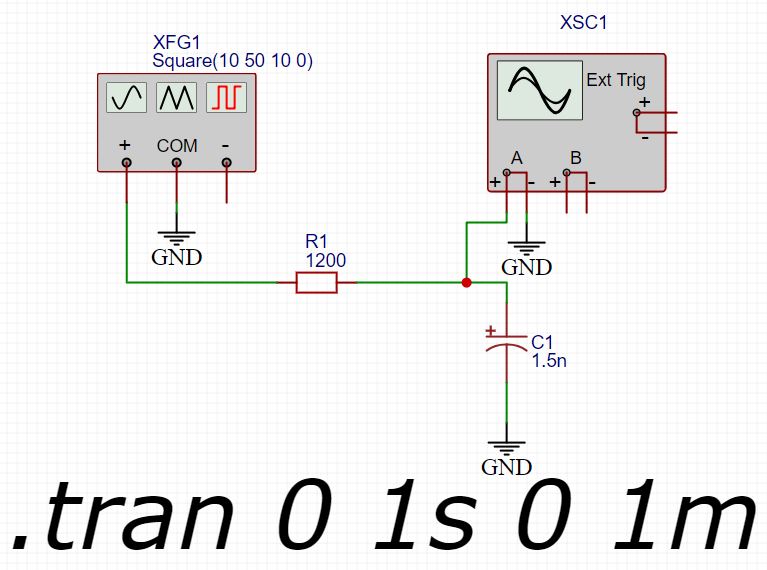 XFG1
Square(10 50 10 0)
+ COM -
GND
XSC1
Ext Trig
+
-
A B
+ - + -
GND
R1
1200
+
C1
1.5n
GND
.tran 0 1s 0 1m